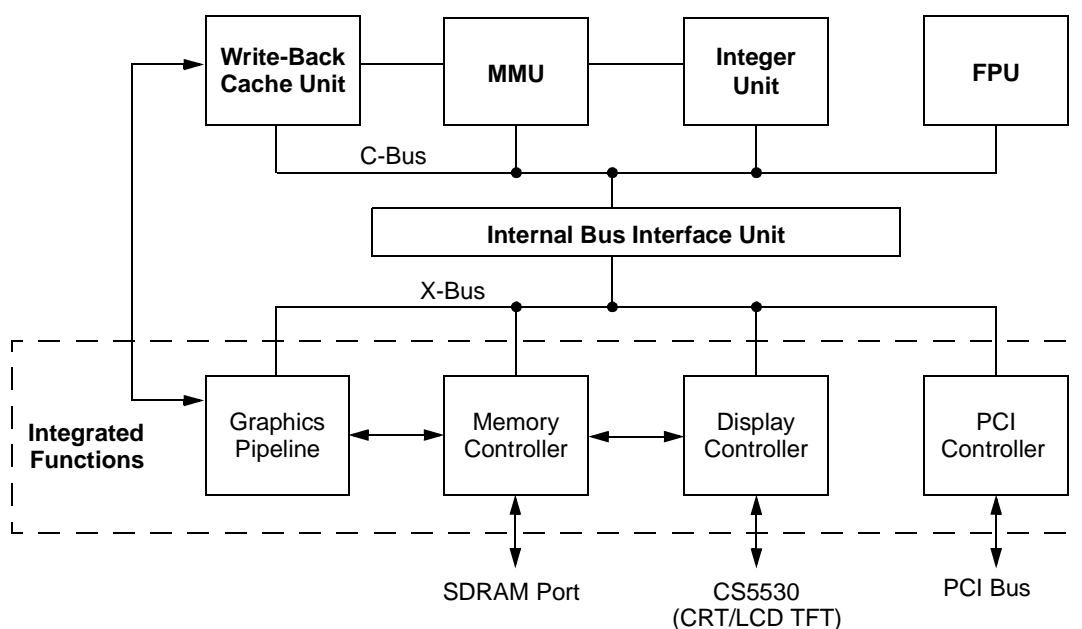 Write-Back
Cache Unit
MMU
Integer
Unit
FPU
C-Bus
Internal Bus Interface Unit
X-Bus
Integrated
Functions
Graphics
Pipeline
Memory
Controller
Display
Controller
PCI
Controller
SDRAM Port
CS5530
(CRT/LCD TFT)
PCI Bus